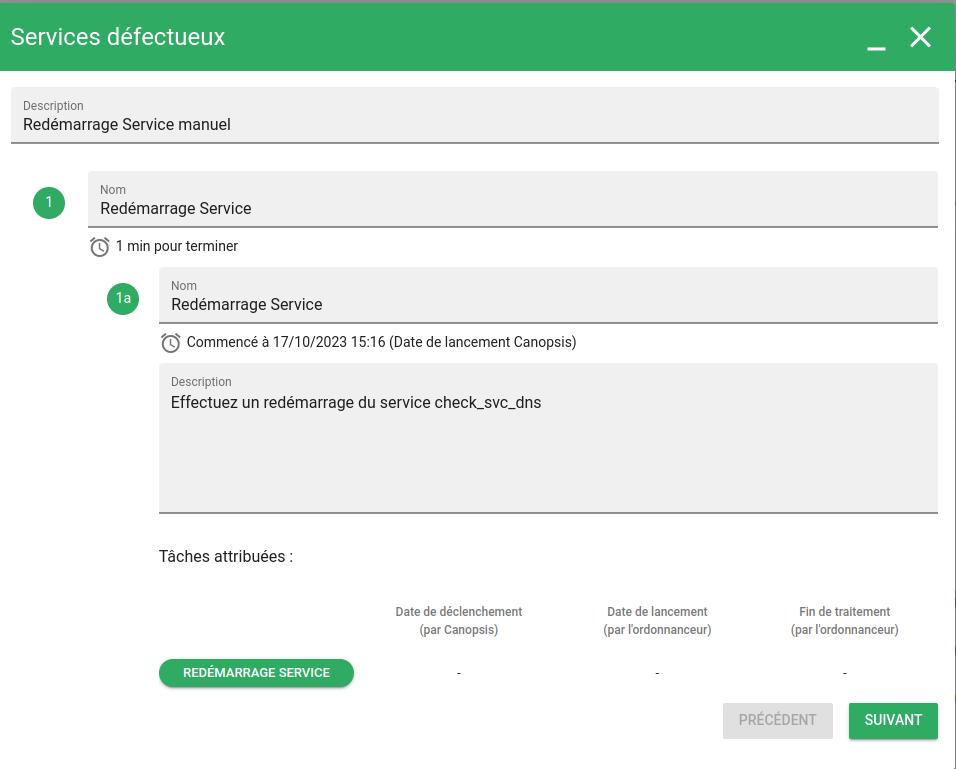 Services défectueux
Description
Redémarrage Service manuel
1
Nom
Redémarrage Service
1 min pour terminer
1a
Nom
Redémarrage Service
Commencé à 17/10/2023 15:16 (Date de lancement Canopsis)
Description
Effectuez un redémarrage du service check_svc_dns
Tâches attribuées :
Date de déclenchement
(par Canopsis)
Date de lancement
(par l'ordonnanceur)
Fin de traitement
(par l'ordonnanceur)
REDÉMARRAGE SERVICE
- - -
PRÉCÉDENT
SUIVANT